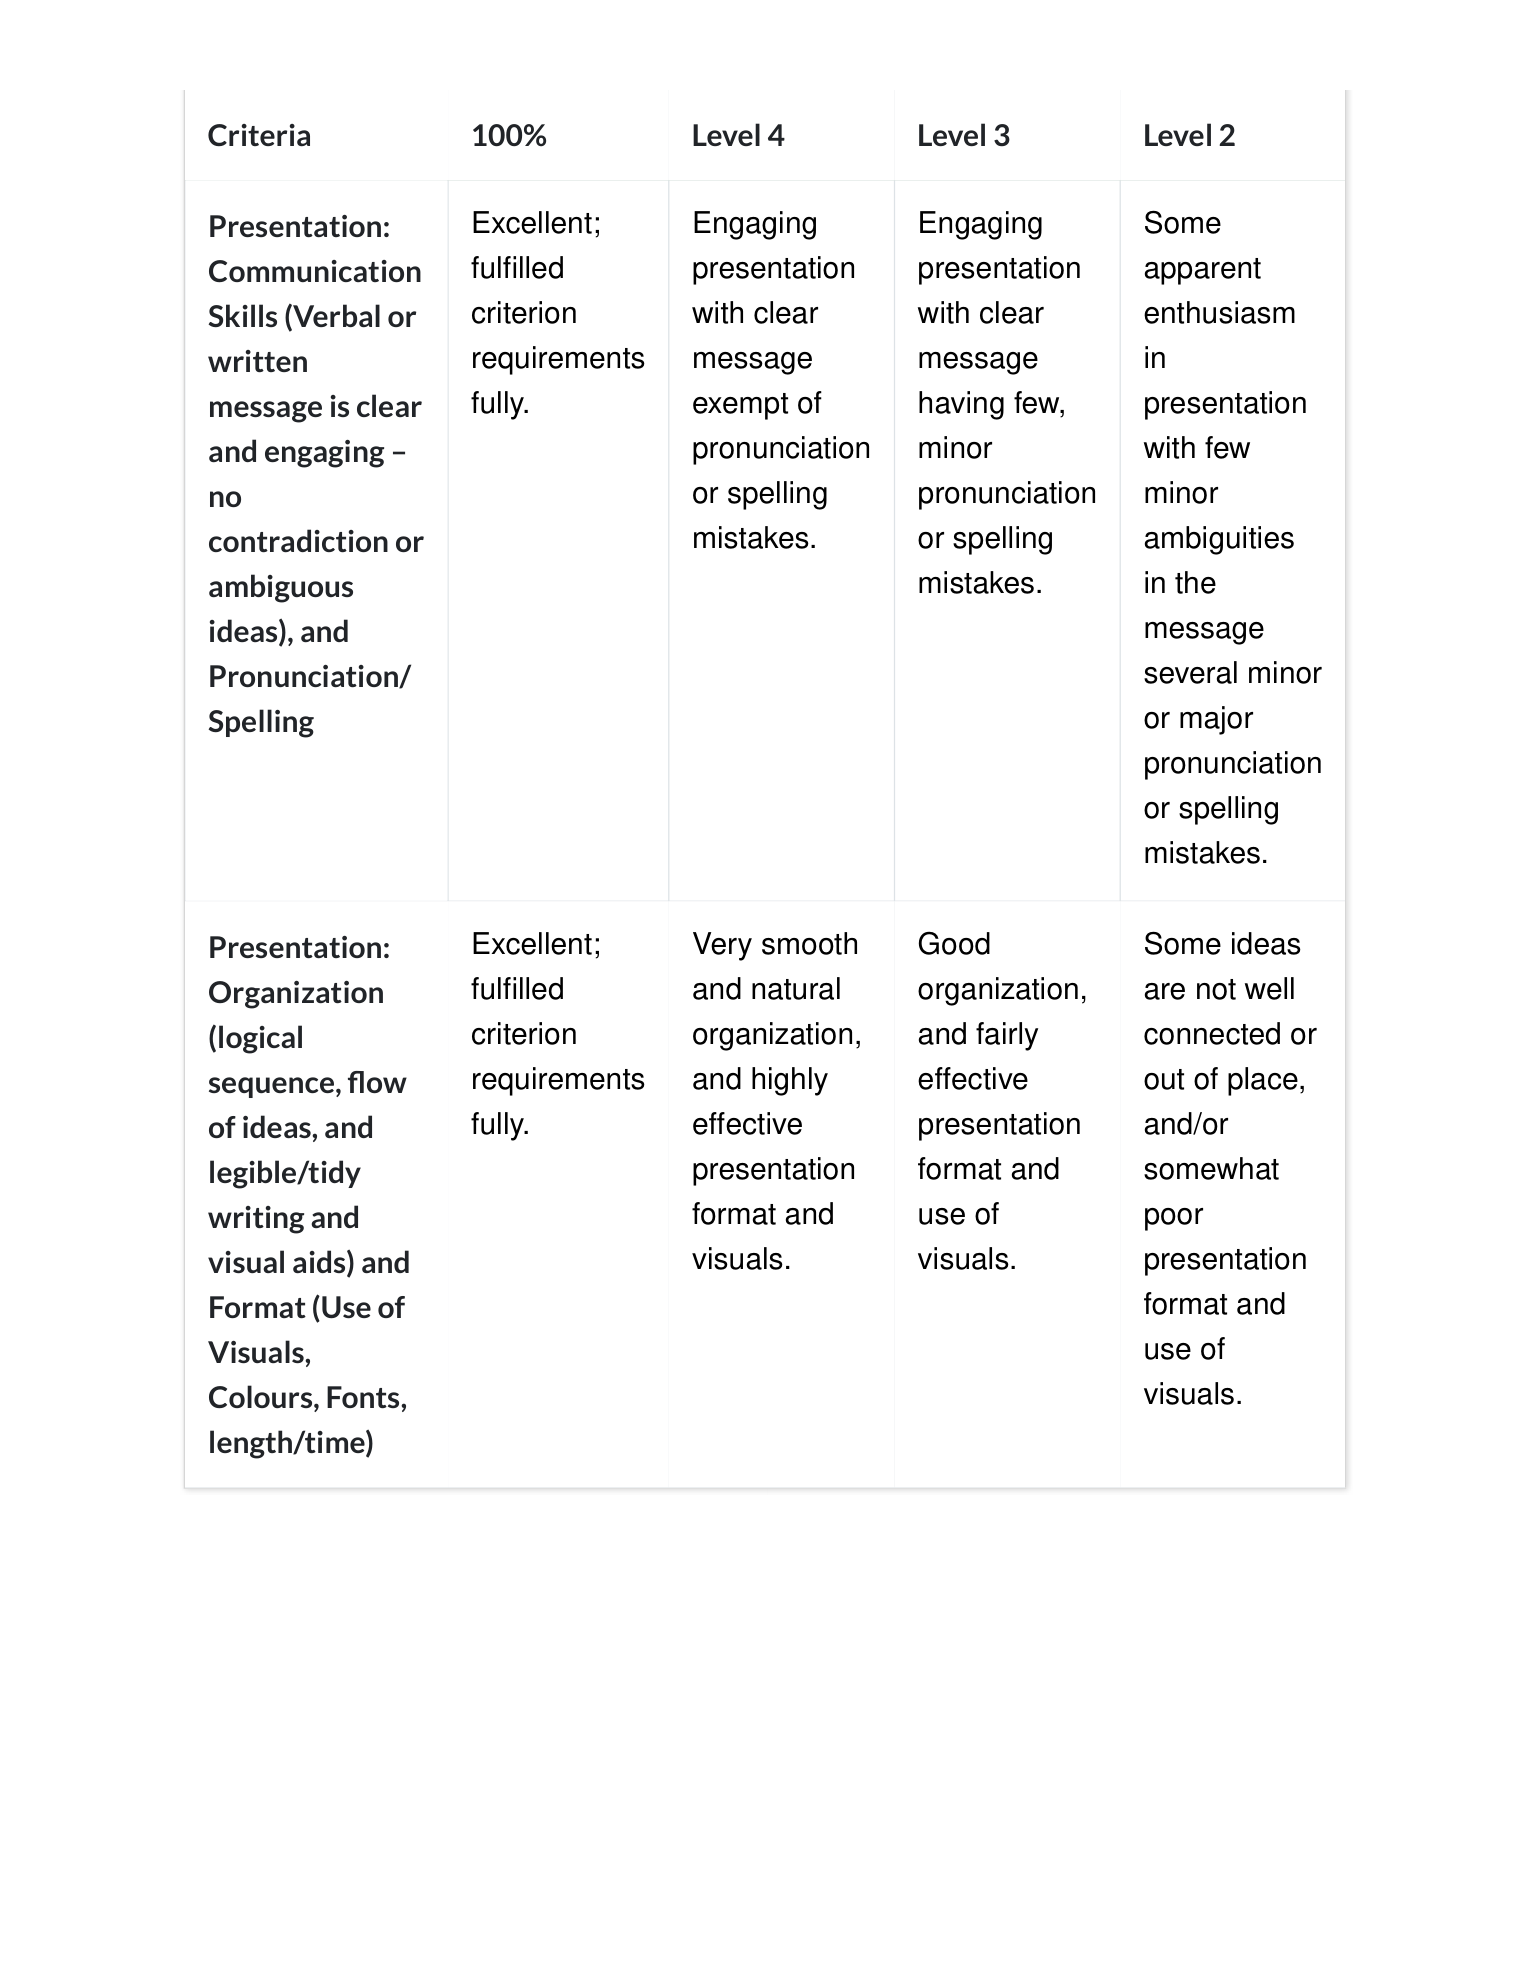 Criteria
100%
Level 4
Level 3
Level 2
Presentation:
Communication
Skills (Verbal or
written
message is clear
and engaging –
no
contradiction or
ambiguous
ideas), and
Pronunciation/
Spelling
Excellent;
fulfilled
criterion
requirements
fully.
Engaging
presentation
with clear
message
exempt of
pronunciation
or spelling
mistakes.
Engaging
presentation
with clear
message
having few,
minor
pronunciation
or spelling
mistakes.
Some
apparent
enthusiasm
in
presentation
with few
minor
ambiguities
in the
message
several minor
or major
pronunciation
or spelling
mistakes.
Presentation:
Organization
(logical
sequence, flow
of ideas, and
legible/tidy
writing and
visual aids) and
Format (Use of
Visuals,
Colours, Fonts,
length/time)
Excellent;
fulfilled
criterion
requirements
fully.
Very smooth
and natural
organization,
and highly
effective
presentation
format and
visuals.
Good
organization,
and fairly
effective
presentation
format and
use of
visuals.
Some ideas
are not well
connected or
out of place,
and/or
somewhat
poor
presentation
format and
use of
visuals.